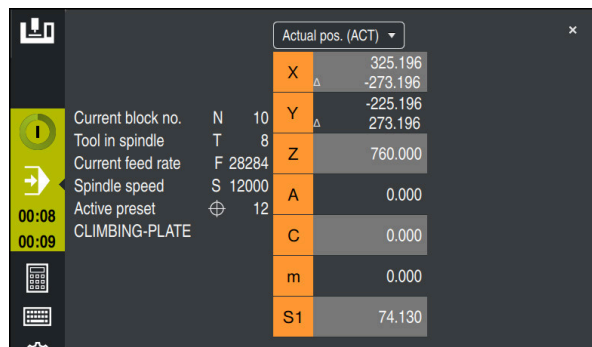 Actual pos. (ACT)
×
X 325.196
Δ -273.196
Y -225.196
Δ 273.196
Z 760.000
A 0.000
C 0.000
m 0.000
S1 74.130
Current block no. N 10
Tool in spindle T 8
Current feed rate F 28284
Spindle speed S 12000
Active preset 12
CLIMBING-PLATE
00:08
00:09